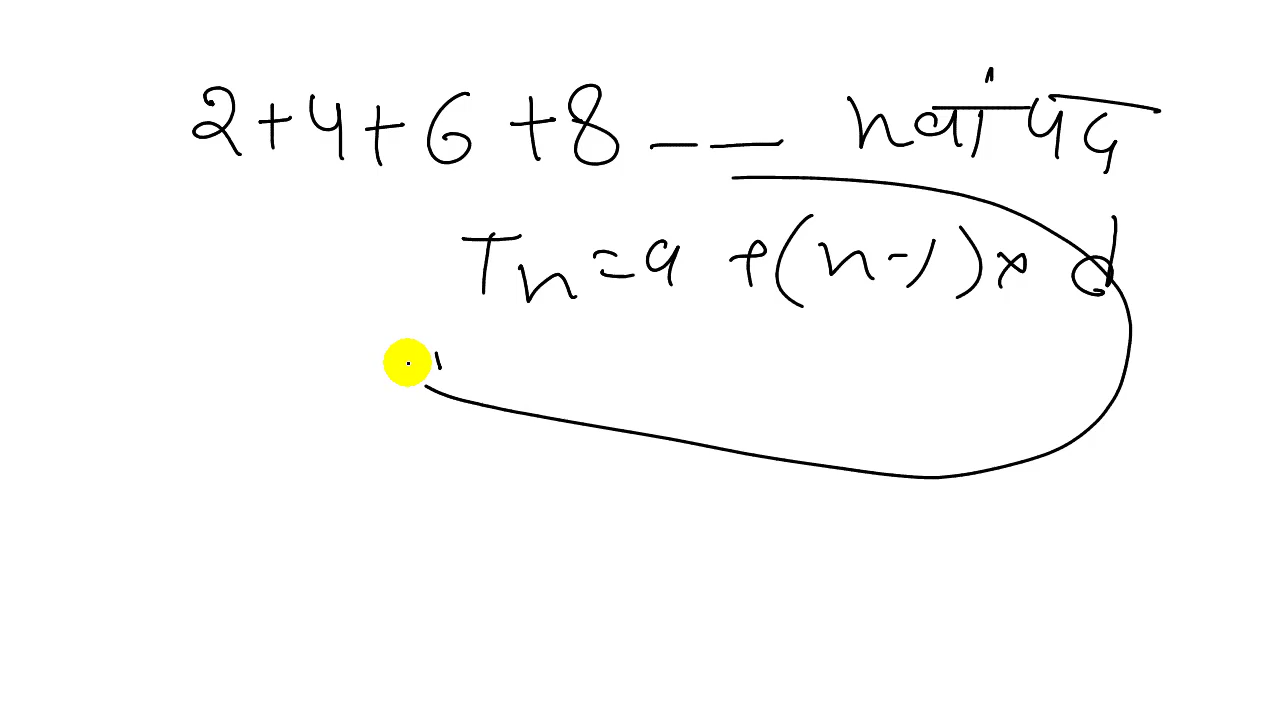 2+4+6+8 — — nवां पद
Tn = a + (n-1) × d